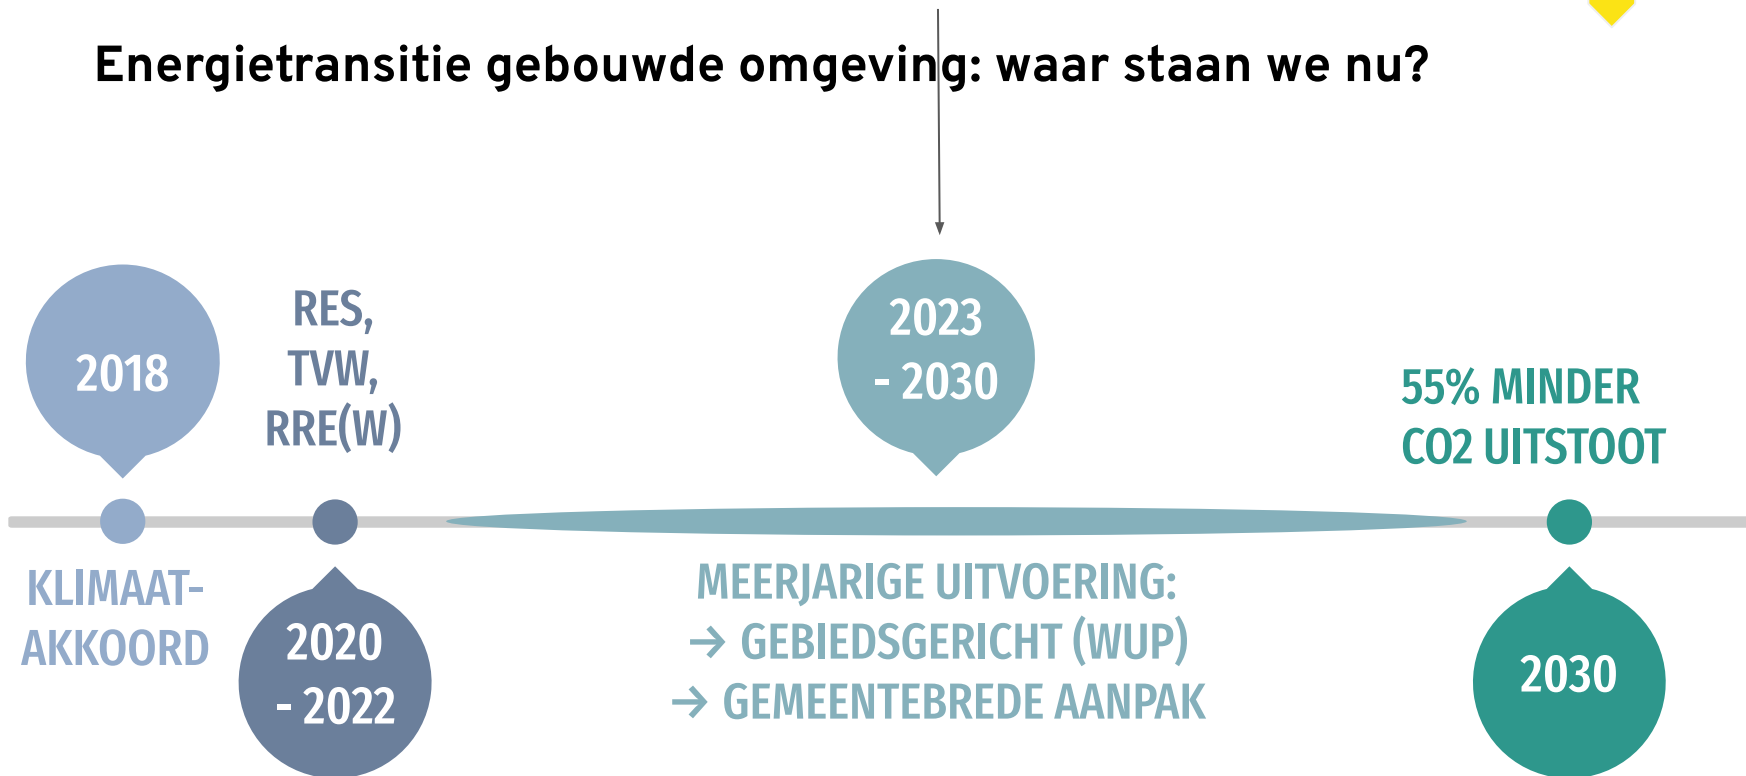 Energietransitie gebouwde omgeving: waar staan we nu?
2018
KLIMAAT-
AKKOORD
RES,
TVW,
RRE(W)
2020
- 2022
2023
- 2030
MEERJARIGE UITVOERING:
→ GEBIEDSGERICHT (WUP)
→ GEMEENTEBREDE AANPAK
55% MINDER
CO2 UITSTOOT
2030